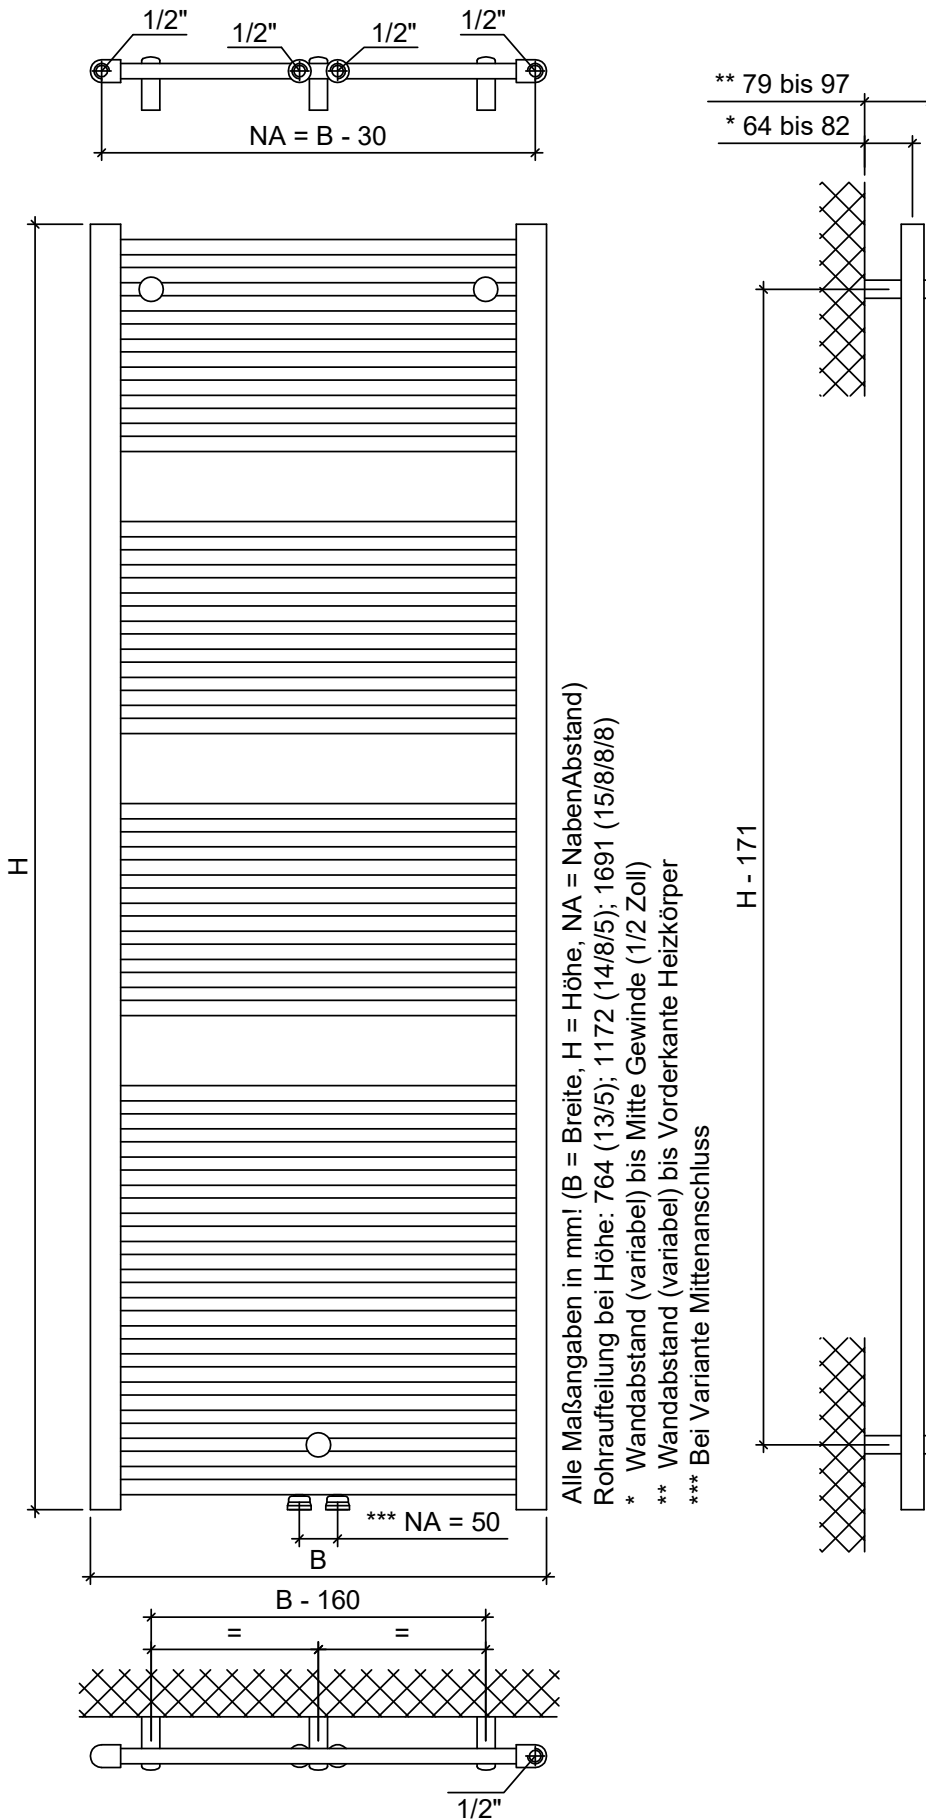 1/2"
1/2"
1/2"
1/2"
NA = B - 30
** 79 bis 97
* 64 bis 82
H
H - 171
Alle Maßangaben in mm! (B = Breite, H = Höhe, NA = NabenAbstand)
Rohraufteilung bei Höhe: 764 (13/5); 1172 (14/8/5); 1691 (15/8/8/8)
* Wandabstand (variabel) bis Mitte Gewinde (1/2 Zoll)
** Wandabstand (variabel) bis Vorderkante Heizkörper
*** Bei Variante Mittenanschluss
*** NA = 50
B
B - 160
= =
1/2"